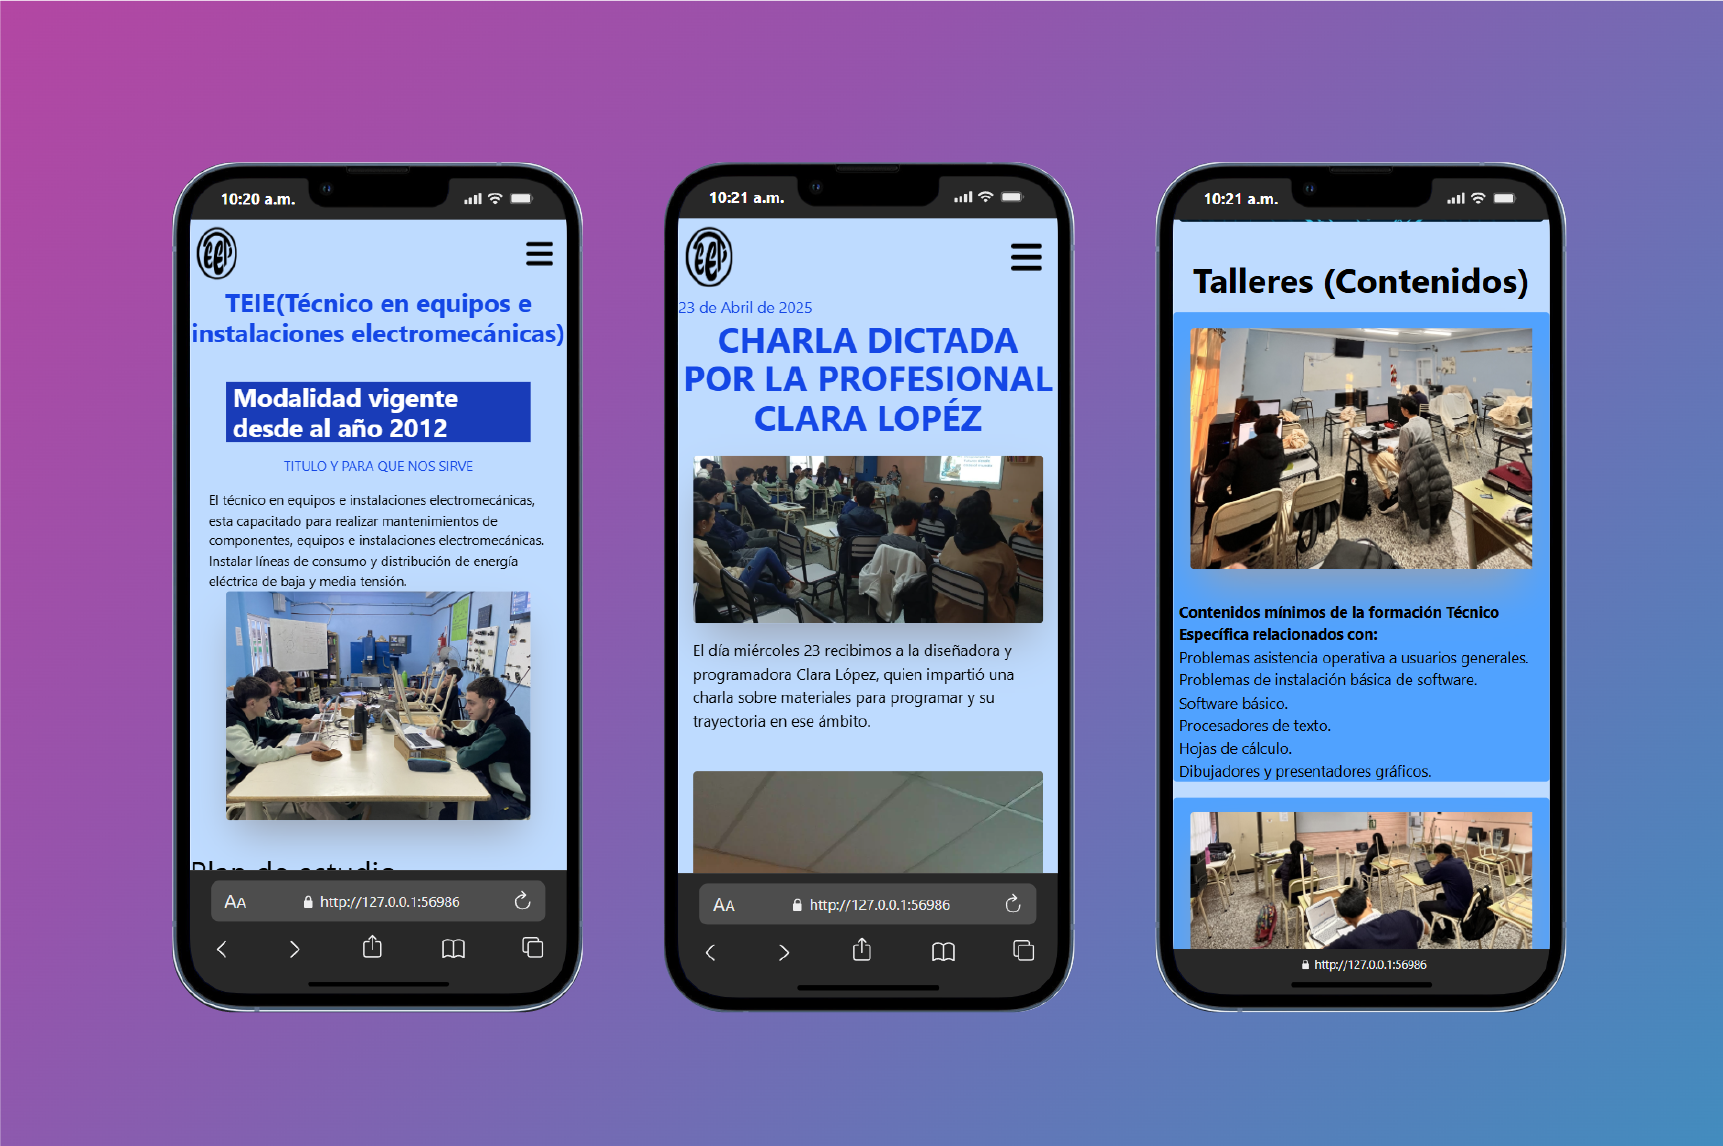 10:20 a.m.
TEIE(Técnico en equipos e
instalaciones electromecánicas)
Modalidad vigente
desde al año 2012
TITULO Y PARA QUE NOS SIRVE
El técnico en equipos e instalaciones electromecánicas,
esta capacitado para realizar mantenimientos de
componentes, equipos e instalaciones electromecánicas.
Instalar líneas de consumo y distribución de energía
eléctrica de baja y media tensión.
Plan de estudio
AA
http://127.0.0.1:56986
10:21 a.m.
23 de Abril de 2025
CHARLA DICTADA
POR LA PROFESIONAL
CLARA LOPÉZ
El día miércoles 23 recibimos a la diseñadora y
programadora Clara López, quien impartió una
charla sobre materiales para programar y su
trayectoria en ese ámbito.
AA
http://127.0.0.1:56986
10:21 a.m.
Talleres (Contenidos)
Contenidos mínimos de la formación Técnico
Específica relacionados con:
Problemas asistencia operativa a usuarios generales.
Problemas de instalación básica de software.
Software básico.
Procesadores de texto.
Hojas de cálculo.
Dibujadores y presentadores gráficos.
http://127.0.0.1:56986